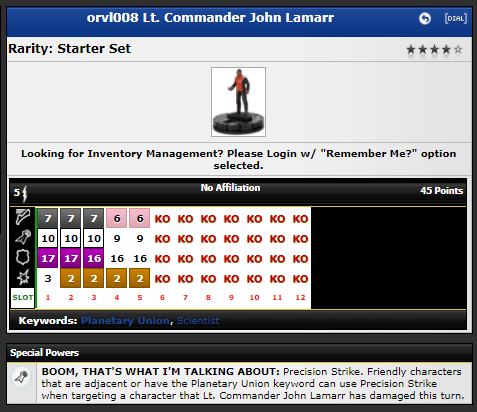 orvl008 Lt. Commander John Lamarr
[DIAL]
Rarity: Starter Set
Looking for Inventory Management? Please Login w/ "Remember Me?" option
selected.
5 No Affiliation 45 Points
7 7 7 6 6 KO KO KO KO KO KO KO
10 10 10 9 9 KO KO KO KO KO KO KO
17 17 16 16 16 KO KO KO KO KO KO KO
3 2 2 2 2 KO KO KO KO KO KO KO
SLOT 1 2 3 4 5 6 7 8 9 10 11 12
Keywords: Planetary Union, Scientist
Special Powers
BOOM, THAT'S WHAT I'M TALKING ABOUT: Precision Strike. Friendly characters
that are adjacent or have the Planetary Union keyword can use Precision Strike
when targeting a character that Lt. Commander John Lamarr has damaged this turn.